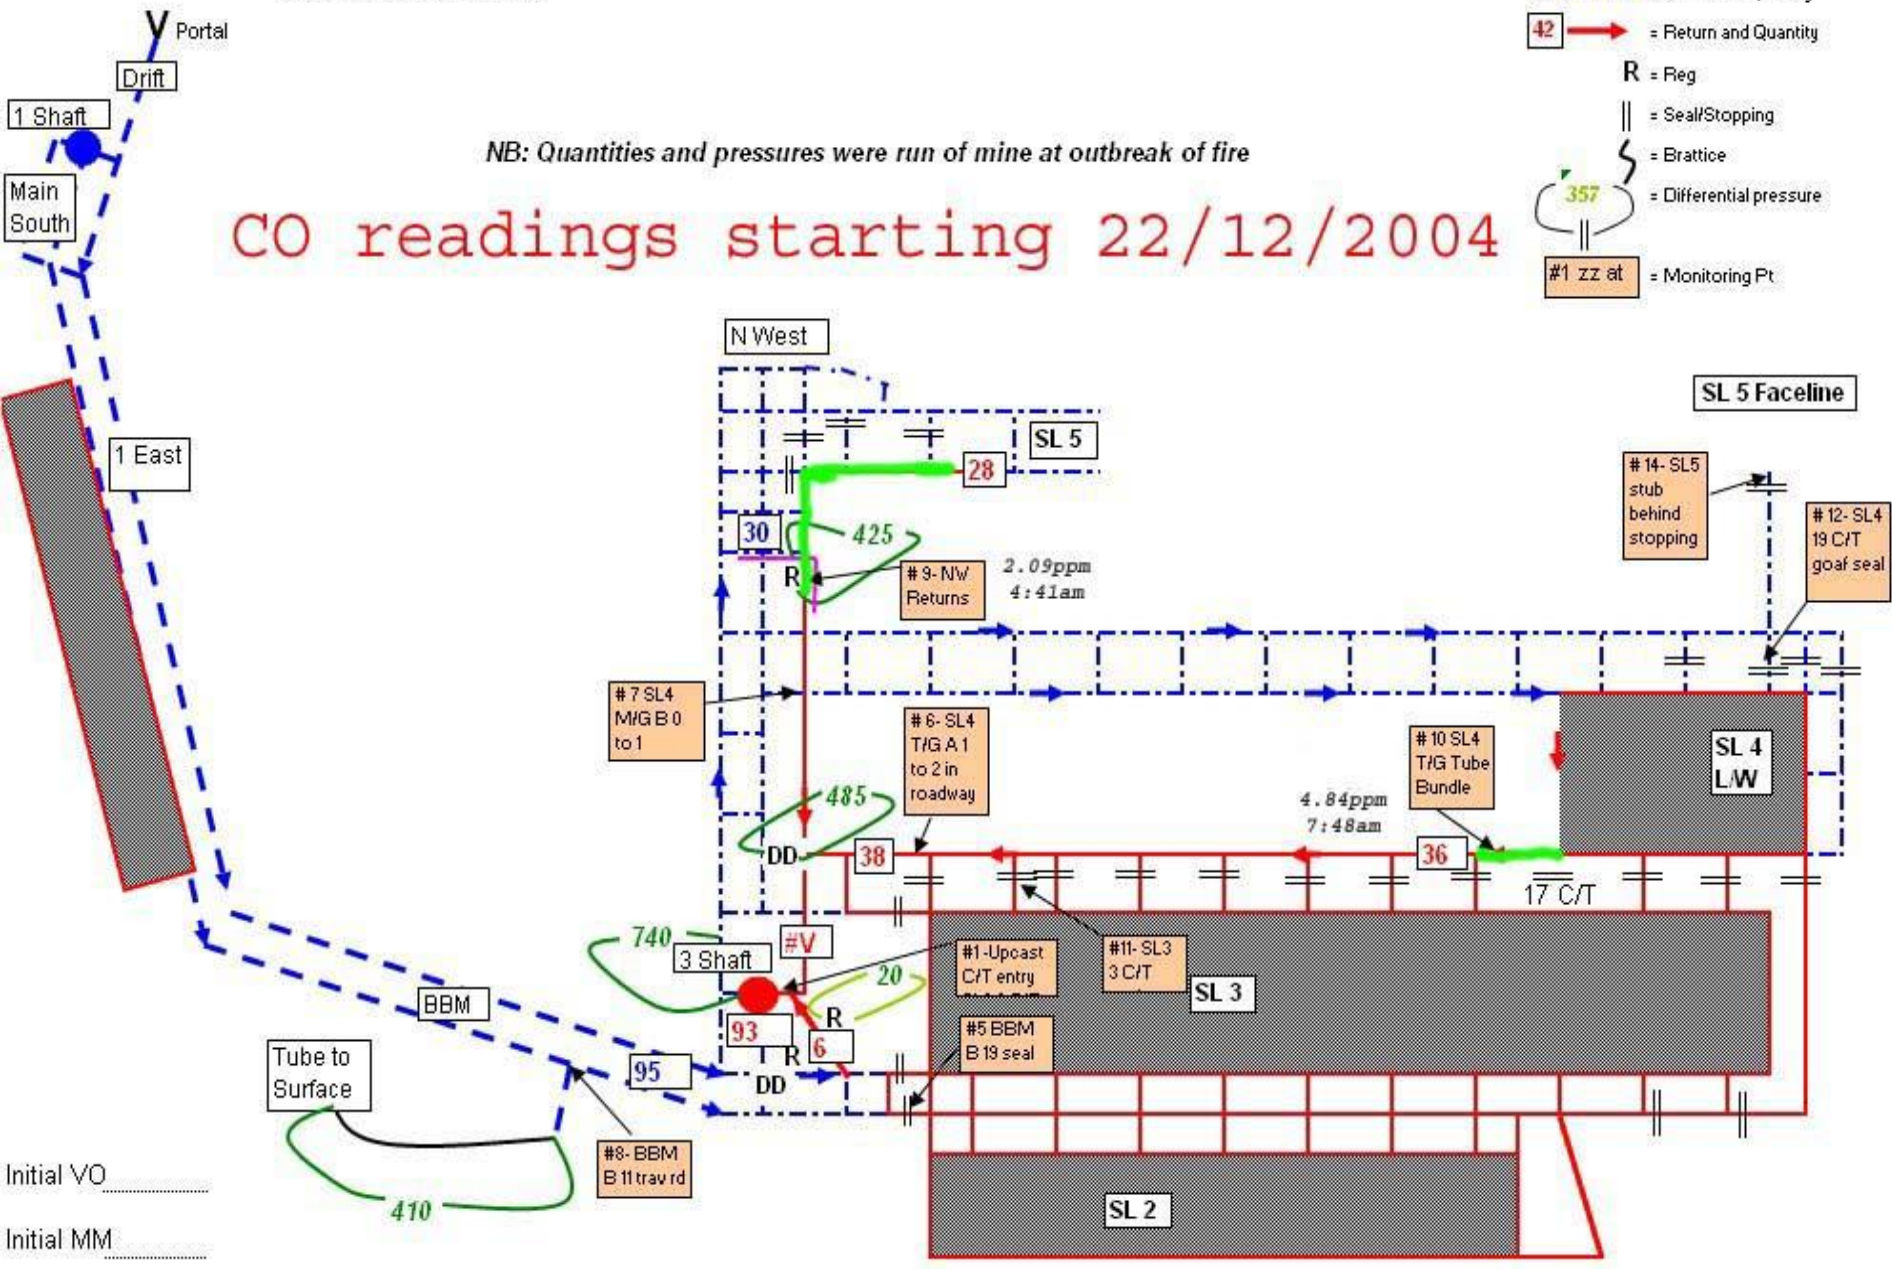 V Portal
Drift
1 Shaft
Main
South
42 = Return and Quantity
R = Reg
= Seal/Stopping
= Brattice
357 = Differential pressure
#1 zz at = Monitoring Pt
NB: Quantities and pressures were run of mine at outbreak of fire
CO readings starting 22/12/2004
N West
SL 5 Faceline
1 East
SL 5
28
# 14- SL5
stub
behind
stopping
# 12- SL4
19 C/T
goaf seal
30
425
R
# 9- NW
Returns
2.09ppm
4:41am
# 7 SL4
M/G B 0
to 1
# 6- SL4
T/G A 1
to 2 in
roadway
# 10 SL4
T/G Tube
Bundle
SL 4
L/W
485
4.84ppm
7:48am
DD
38
36
17 C/T
740
#V
3 Shaft
#1-Upcast
C/T entry
#11- SL3
3 C/T
20
SL 3
BBM
93
R
R
6
#5 BBM
B 19 seal
Tube to
Surface
95
DD
#8- BBM
B 11 trav rd
Initial VO
410
SL 2
Initial MM